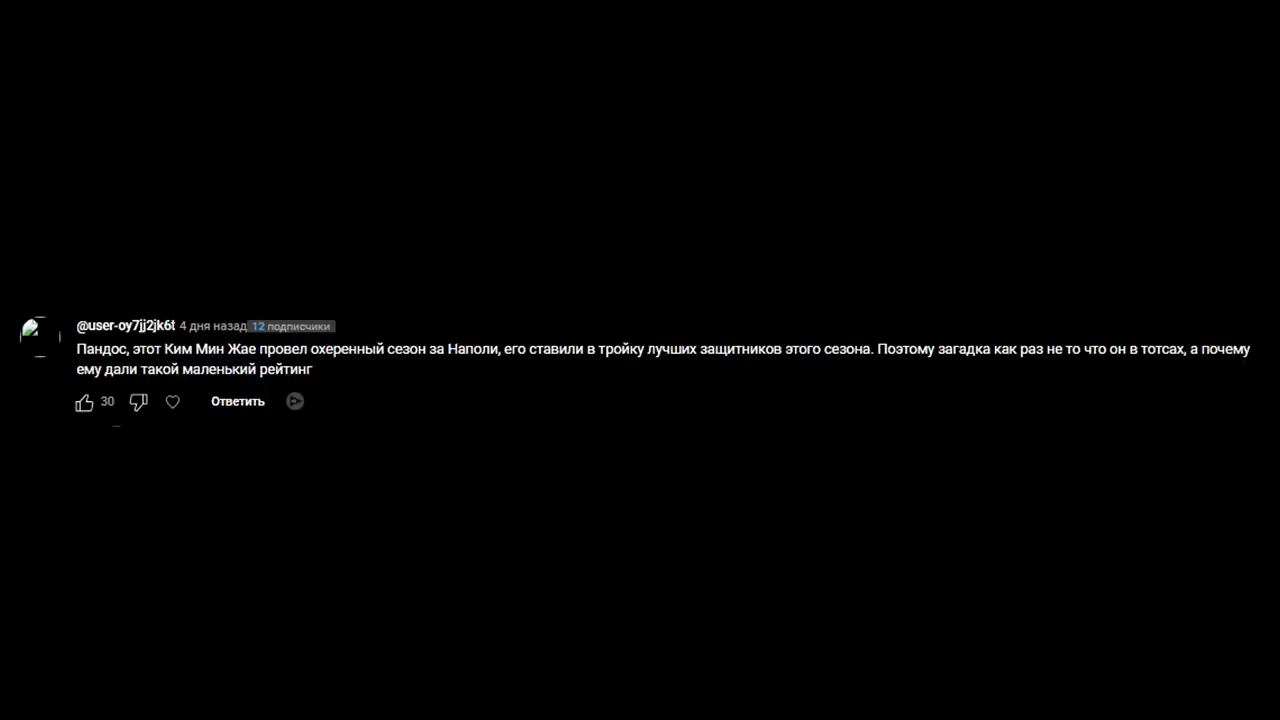 @user-oy7jj2jk6t 4 дня назад 12 подписчики
Пандос, этот Ким Мин Жае провел охеренный сезон за Наполи, его ставили в тройку лучших защитников этого сезона. Поэтому загадка как раз не то что он в тотсах, а почему
ему дали такой маленький рейтинг
30 Ответить